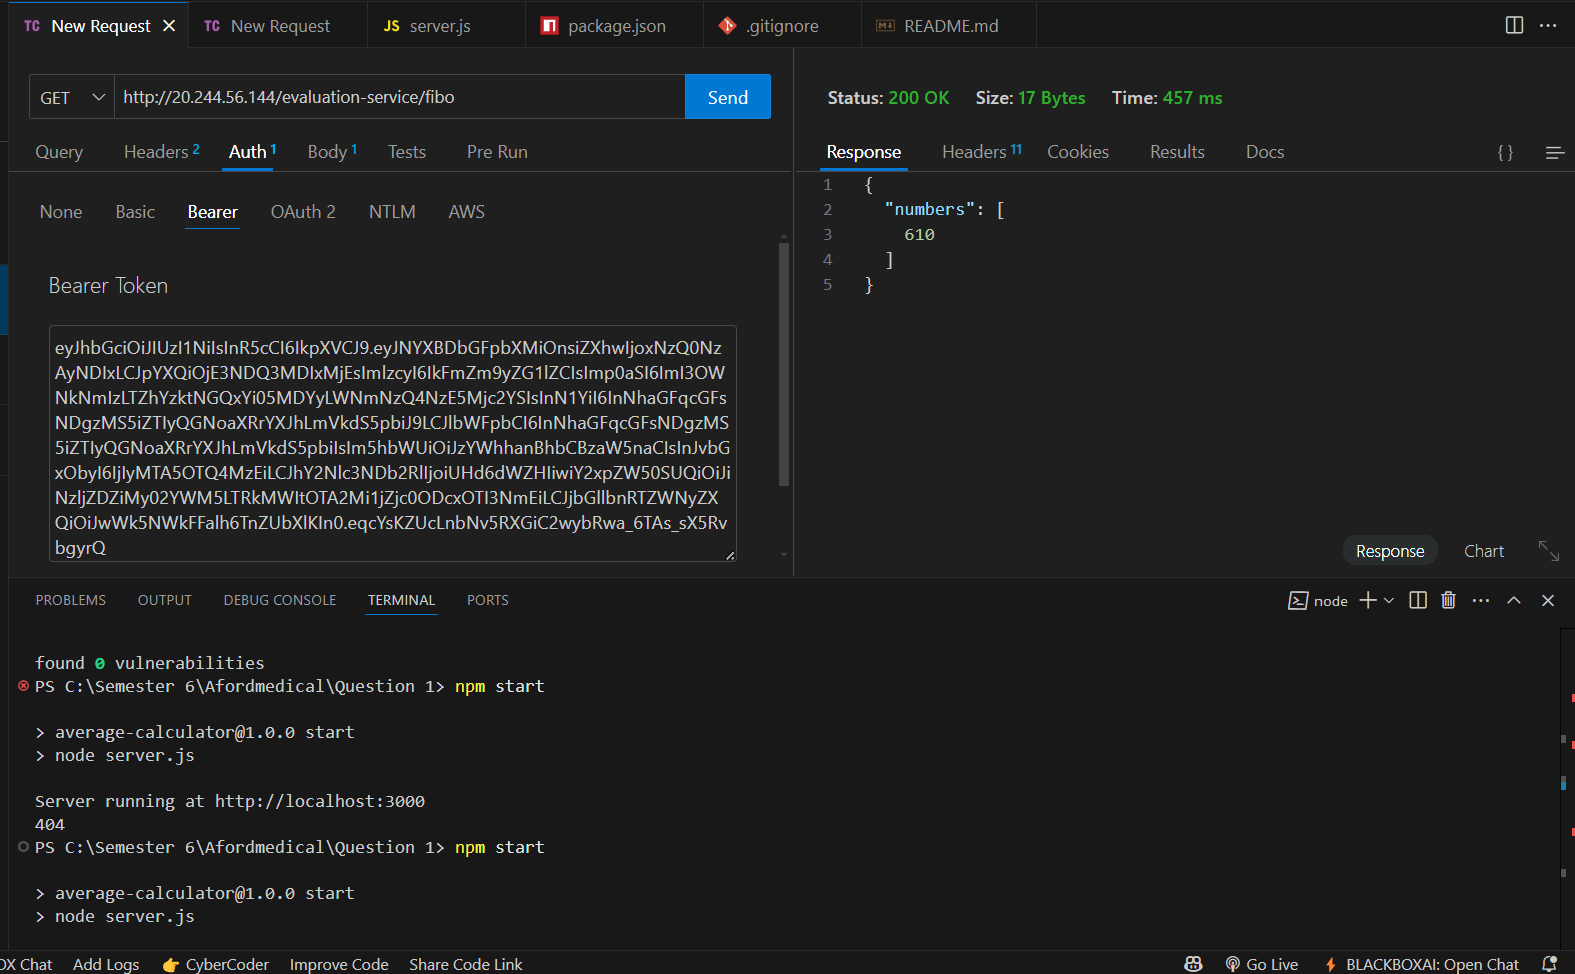 TC New Request
TC New Request
JS server.js
package.json
.gitignore
README.md
GET
http://20.244.56.144/evaluation-service/fibo
Send
Status: 200 OK Size: 17 Bytes Time: 457 ms
Query Headers 2 Auth 1 Body 1 Tests Pre Run
Response Headers 11 Cookies Results Docs { }
None Basic Bearer OAuth 2 NTLM AWS
Bearer Token
1 {
2 "numbers": [
3 610
4 ]
5 }
Response Chart
PROBLEMS OUTPUT DEBUG CONSOLE TERMINAL PORTS
node
found 0 vulnerabilities
PS C:\Semester 6\Afordmedical\Question 1> npm start
> average-calculator@1.0.0 start
> node server.js
Server running at http://localhost:3000
404
PS C:\Semester 6\Afordmedical\Question 1> npm start
> average-calculator@1.0.0 start
> node server.js
OX Chat Add Logs CyberCoder Improve Code Share Code Link
Go Live BLACKBOXAI: Open Chat